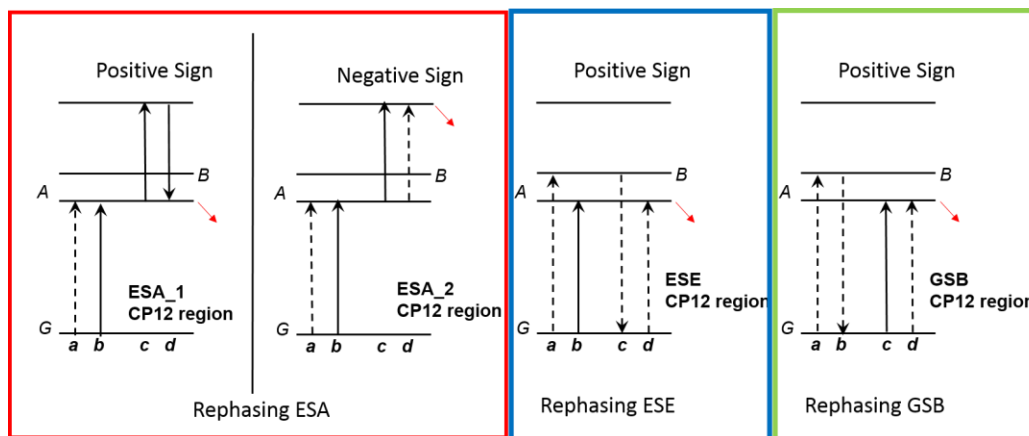 Positive Sign
A
B
G
a b c d
ESA_1
CP12 region
Negative Sign
A
B
G
a b c d
ESA_2
CP12 region
Rephasing ESA
Positive Sign
A
B
G
a b c d
ESE
CP12 region
Rephasing ESE
Positive Sign
A
B
G
a b c d
GSB
CP12 region
Rephasing GSB